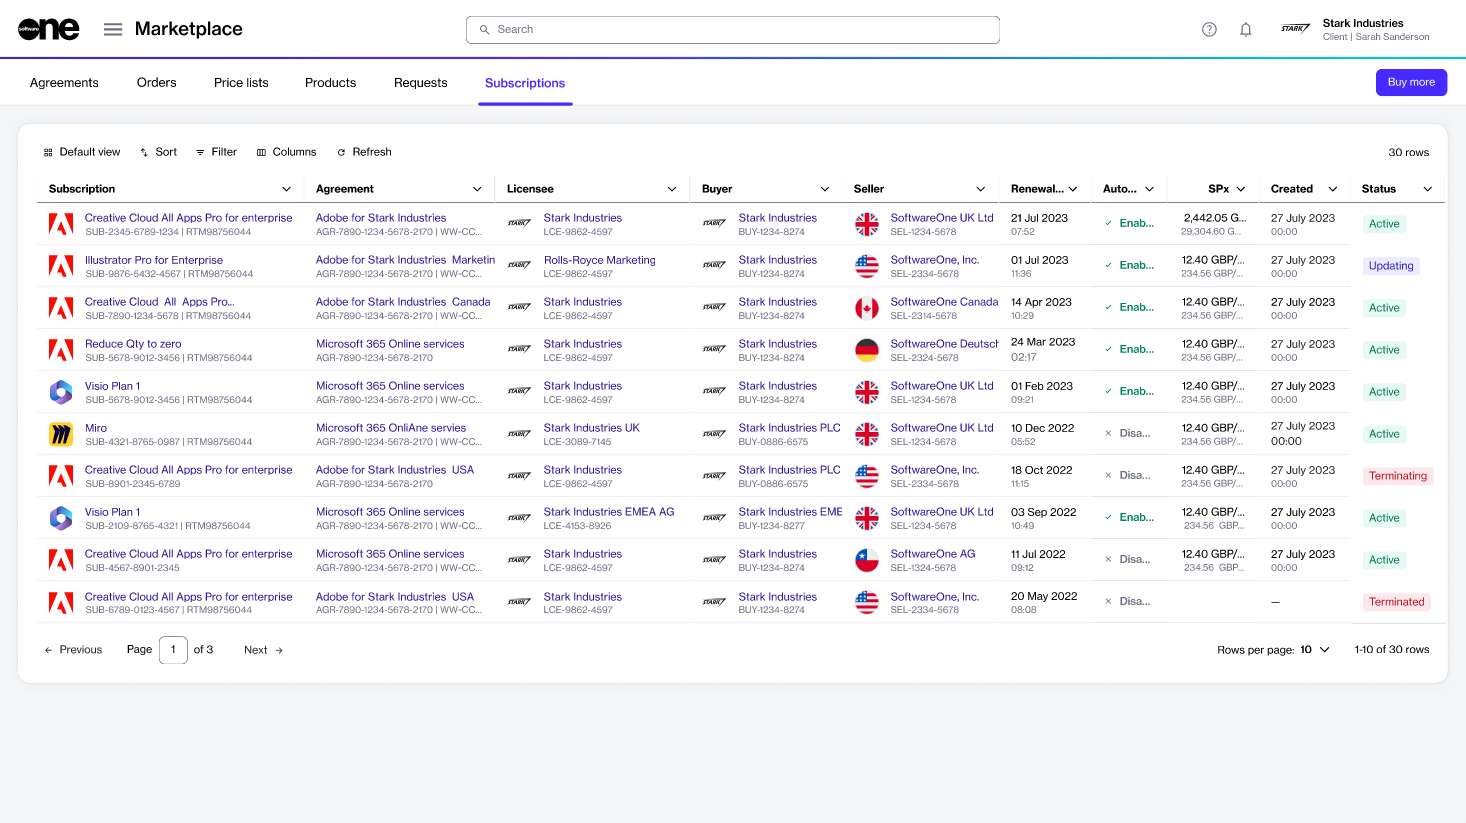 software one
Marketplace
Search
STARK
Stark Industries
Client | Sarah Sanderson
Agreements Orders Price lists Products Requests Subscriptions Buy more
Default view Sort Filter Columns Refresh 30 rows
Subscription Agreement Licensee Buyer Seller Renewal... Auto... SPx Created Status
Creative Cloud All Apps Pro for enterprise Adobe for Stark Industries STARK Stark Industries STARK Stark Industries SoftwareOne UK Ltd 21 Jul 2023 Enab... 2,442.05 G... 27 July 2023 Active
SUB-2345-6789-1234 | RTM98756044 AGR-7890-1234-5678-2170 | WW-CC... LCE-9862-4597 BUY-1234-8274 SEL-1234-5678 07:52 29,304.60 G... 00:00
Illustrator Pro for Enterprise Adobe for Stark Industries Marketin STARK Rolls-Royce Marketing STARK Stark Industries SoftwareOne, Inc. 01 Jul 2023 Enab... 12.40 GBP/... 27 July 2023 Updating
SUB-9876-5432-4567 | RTM98756044 AGR-7890-1234-5678-2170 | WW-CC... LCE-9862-4597 BUY-1234-8274 SEL-2334-5678 11:36 234.56 GBP/... 00:00
Creative Cloud All Apps Pro... Adobe for Stark Industries Canada STARK Stark Industries STARK Stark Industries SoftwareOne Canada 14 Apr 2023 Enab... 12.40 GBP/... 27 July 2023 Active
SUB-7890-1234-5678 | RTM98756044 AGR-7890-1234-5678-2170 | WW-CC... LCE-9862-4597 BUY-1234-8274 SEL-2314-5678 10:29 234.56 GBP/... 00:00
Reduce Qty to zero Microsoft 365 Online services STARK Stark Industries STARK Stark Industries SoftwareOne Deutsch 24 Mar 2023 Enab... 12.40 GBP/... 27 July 2023 Active
SUB-5678-9012-3456 | RTM98756044 AGR-7890-1234-5678-2170 LCE-9862-4597 BUY-1234-8274 SEL-2324-5678 02:17 234.56 GBP/... 00:00
Visio Plan 1 Microsoft 365 Online services STARK Stark Industries STARK Stark Industries SoftwareOne UK Ltd 01 Feb 2023 Enab... 12.40 GBP/... 27 July 2023 Active
SUB-5678-9012-3456 | RTM98756044 AGR-7890-1234-5678-2170 | WW-CC... LCE-9862-4597 BUY-1234-8274 SEL-1234-5678 09:21 234.56 GBP/... 00:00
Miro Microsoft 365 OnliAne servies STARK Stark Industries UK STARK Stark Industries PLC SoftwareOne UK Ltd 10 Dec 2022 Disa... 12.40 GBP/... 27 July 2023 Active
SUB-4321-8765-0987 | RTM98756044 AGR-7890-1234-5678-2170 | WW-CC... LCE-3089-7145 BUY-0886-6575 SEL-1234-5678 05:52 234.56 GBP/... 00:00
Creative Cloud All Apps Pro for enterprise Adobe for Stark Industries USA STARK Stark Industries STARK Stark Industries PLC SoftwareOne, Inc. 18 Oct 2022 Disa... 12.40 GBP/... 27 July 2023 Terminating
SUB-8901-2345-6789 AGR-7890-1234-5678-2170 LCE-9862-4597 BUY-0886-6575 SEL-2334-5678 11:15 234.56 GBP/... 00:00
Visio Plan 1 Microsoft 365 Online services STARK Stark Industries EMEA AG STARK Stark Industries EME SoftwareOne UK Ltd 03 Sep 2022 Enab... 12.40 GBP/... 27 July 2023 Active
SUB-2109-8765-4321 | RTM98756044 AGR-7890-1234-5678-2170 | WW-CC... LCE-4153-8926 BUY-1234-8277 SEL-1234-5678 10:49 234.56 GBP... 00:00
Creative Cloud All Apps Pro for enterprise Microsoft 365 Online services STARK Stark Industries STARK Stark Industries SoftwareOne AG 11 Jul 2022 Disa... 12.40 GBP/... 27 July 2023 Active
SUB-4567-8901-2345 AGR-7890-1234-5678-2170 | WW-CC... LCE-9862-4597 BUY-1234-8274 SEL-1324-5678 09:12 234.56 GBP... 00:00
Creative Cloud All Apps Pro for enterprise Adobe for Stark Industries USA STARK Stark Industries STARK Stark Industries SoftwareOne, Inc. 20 May 2022 Disa... — Terminated
SUB-6789-0123-4567 | RTM98756044 AGR-7890-1234-5678-2170 | WW-CC... LCE-9862-4597 BUY-1234-8274 SEL-2334-5678 08:08
Previous Page 1 of 3 Next Rows per page: 10 1-10 of 30 rows